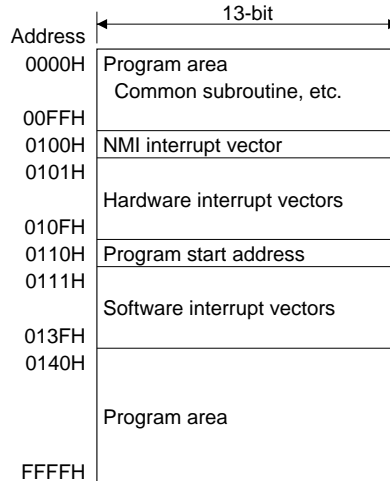 13-bit
Address
0000H Program area
Common subroutine, etc.
00FFH
0100H NMI interrupt vector
0101H
Hardware interrupt vectors
010FH
0110H Program start address
0111H
Software interrupt vectors
013FH
0140H
Program area
FFFFH